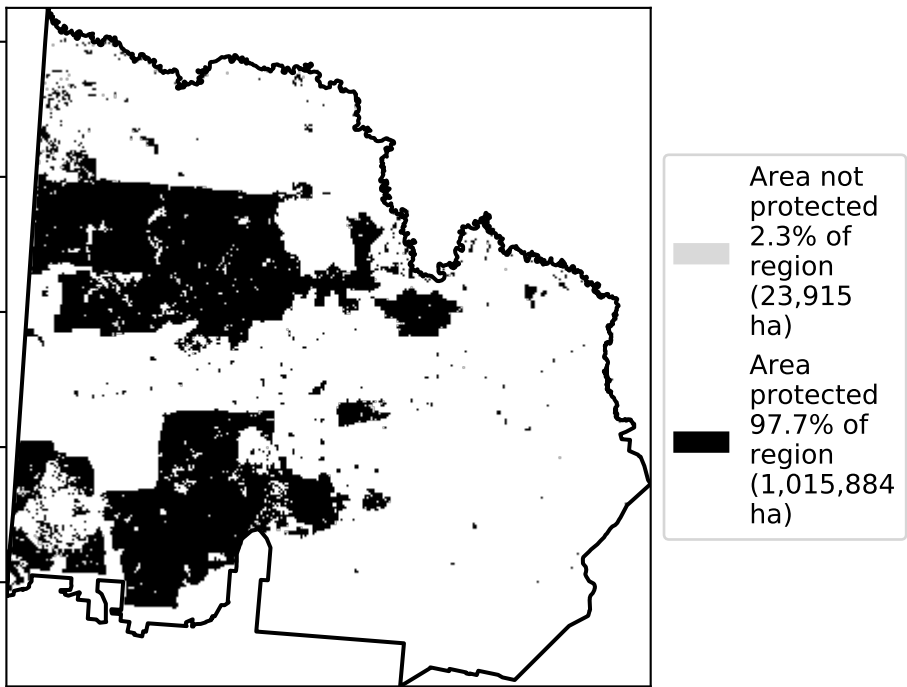 Area not
protected
2.3% of
region
(23,915
ha)
Area
protected
97.7% of
region
(1,015,884
ha)